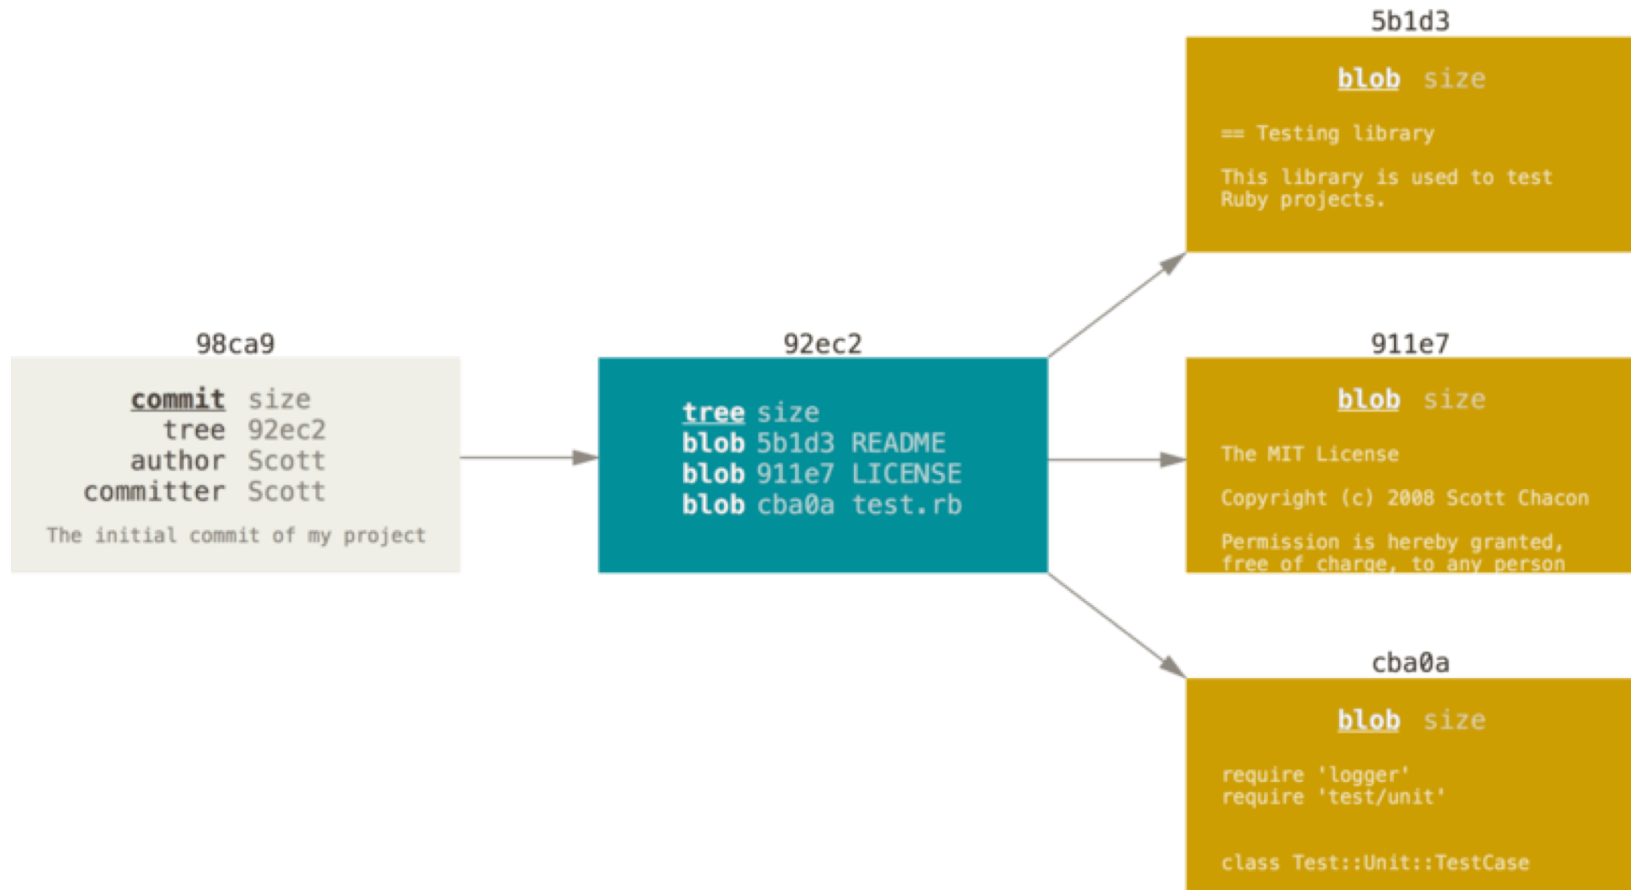 98ca9
commit size
tree 92ec2
author Scott
committer Scott
The initial commit of my project
92ec2
tree size
blob 5b1d3 README
blob 911e7 LICENSE
blob cba0a test.rb
5b1d3
blob size
== Testing library
This library is used to test
Ruby projects.
911e7
blob size
The MIT License
Copyright (c) 2008 Scott Chacon
Permission is hereby granted,
free of charge, to any person
cba0a
blob size
require 'logger'
require 'test/unit'
class Test::Unit::TestCase